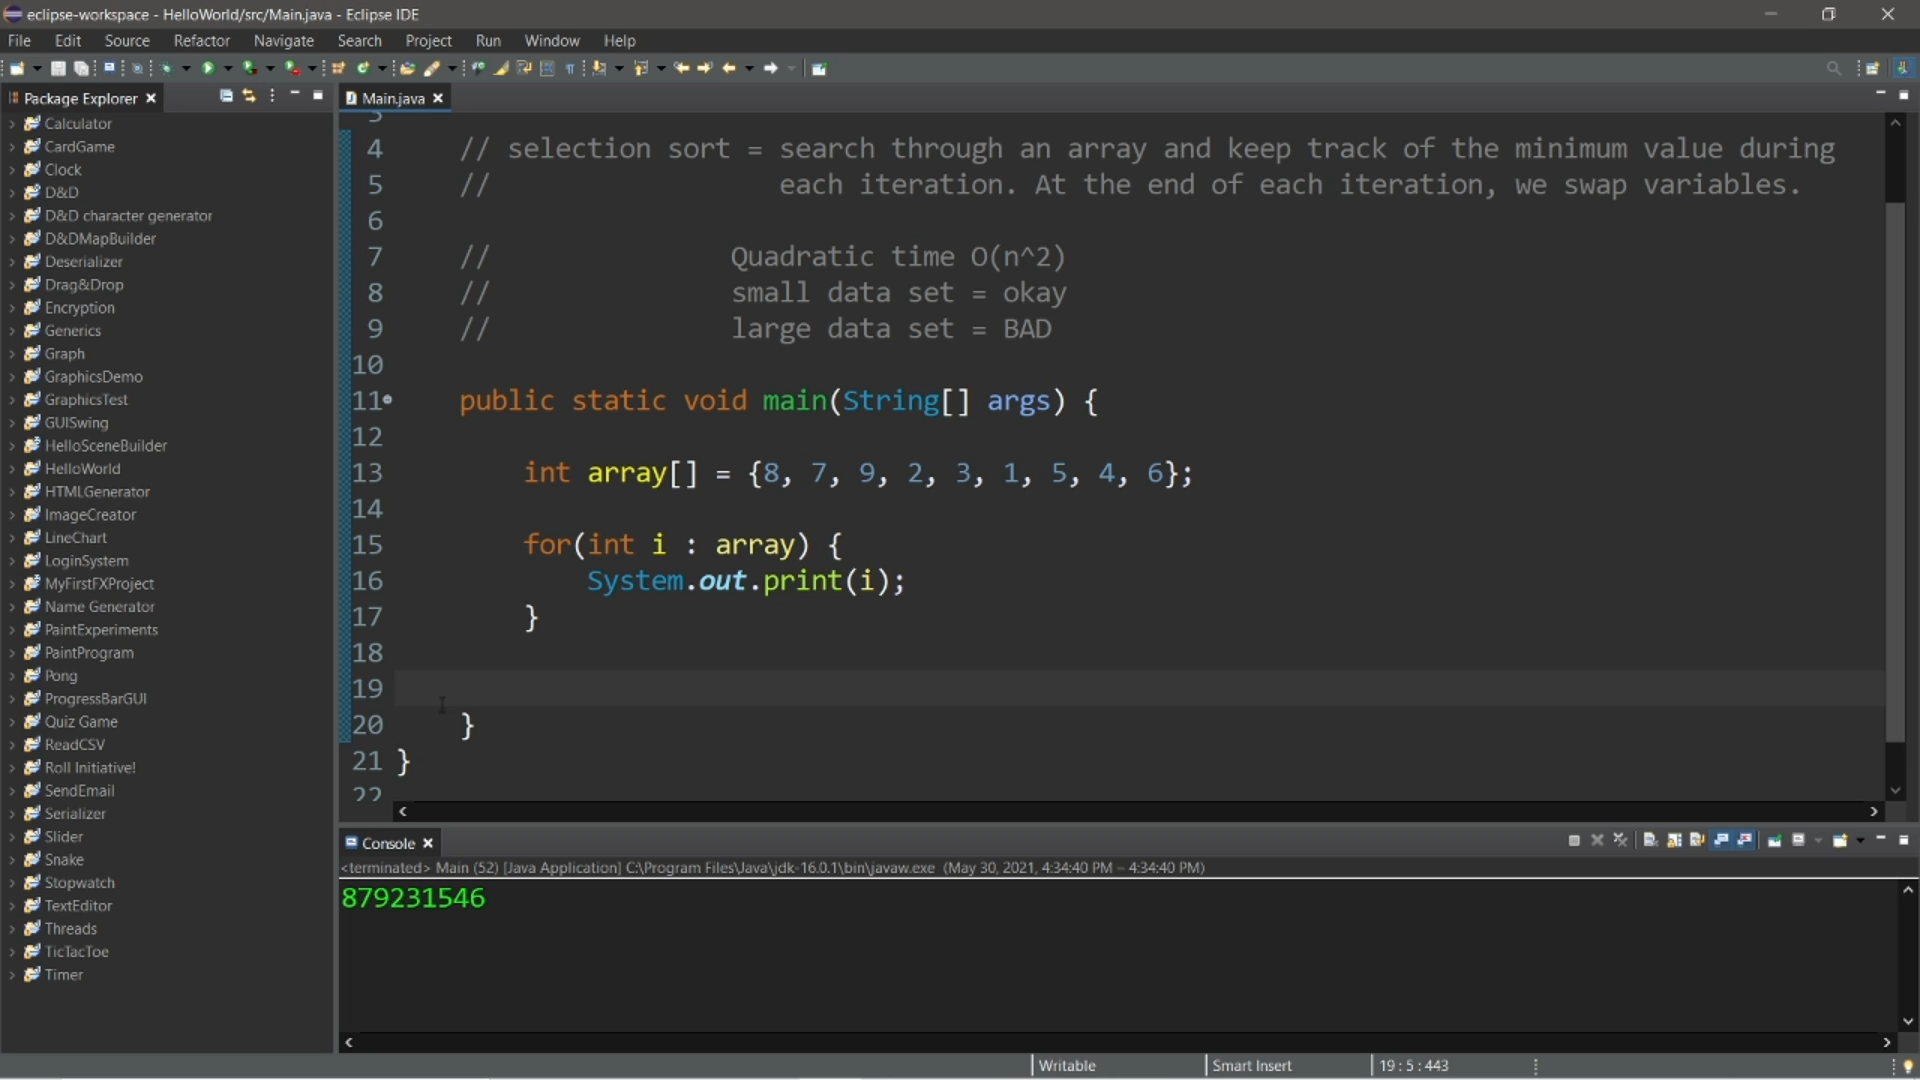 eclipse-workspace - HelloWorld/src/Main.java - Eclipse IDE
File Edit Source Refactor Navigate Search Project Run Window Help
Package Explorer
Main.java
Calculator
CardGame
Clock
D&D
D&D character generator
D&DMapBuilder
Deserializer
Drag&Drop
Encryption
Generics
Graph
GraphicsDemo
GraphicsTest
GUISwing
HelloSceneBuilder
HelloWorld
HTMLGenerator
ImageCreator
LineChart
LoginSystem
MyFirstFXProject
Name Generator
PaintExperiments
PaintProgram
Pong
ProgressBarGUI
Quiz Game
ReadCSV
Roll Initiative!
SendEmail
Serializer
Slider
Snake
Stopwatch
TextEditor
Threads
TicTacToe
Timer
3
4 // selection sort = search through an array and keep track of the minimum value during
5 // each iteration. At the end of each iteration, we swap variables.
6
7 // Quadratic time O(n^2)
8 // small data set = okay
9 // large data set = BAD
10
11 public static void main(String[] args) {
12
13 int array[] = {8, 7, 9, 2, 3, 1, 5, 4, 6};
14
15 for(int i : array) {
16 System.out.print(i);
17 }
18
19
20 }
21 }
22
Console
<terminated> Main (52) [Java Application] C:\Program Files\Java\jdk-16.0.1\bin\javaw.exe (May 30, 2021, 4:34:40 PM – 4:34:40 PM)
879231546
Writable Smart Insert 19 : 5 : 443